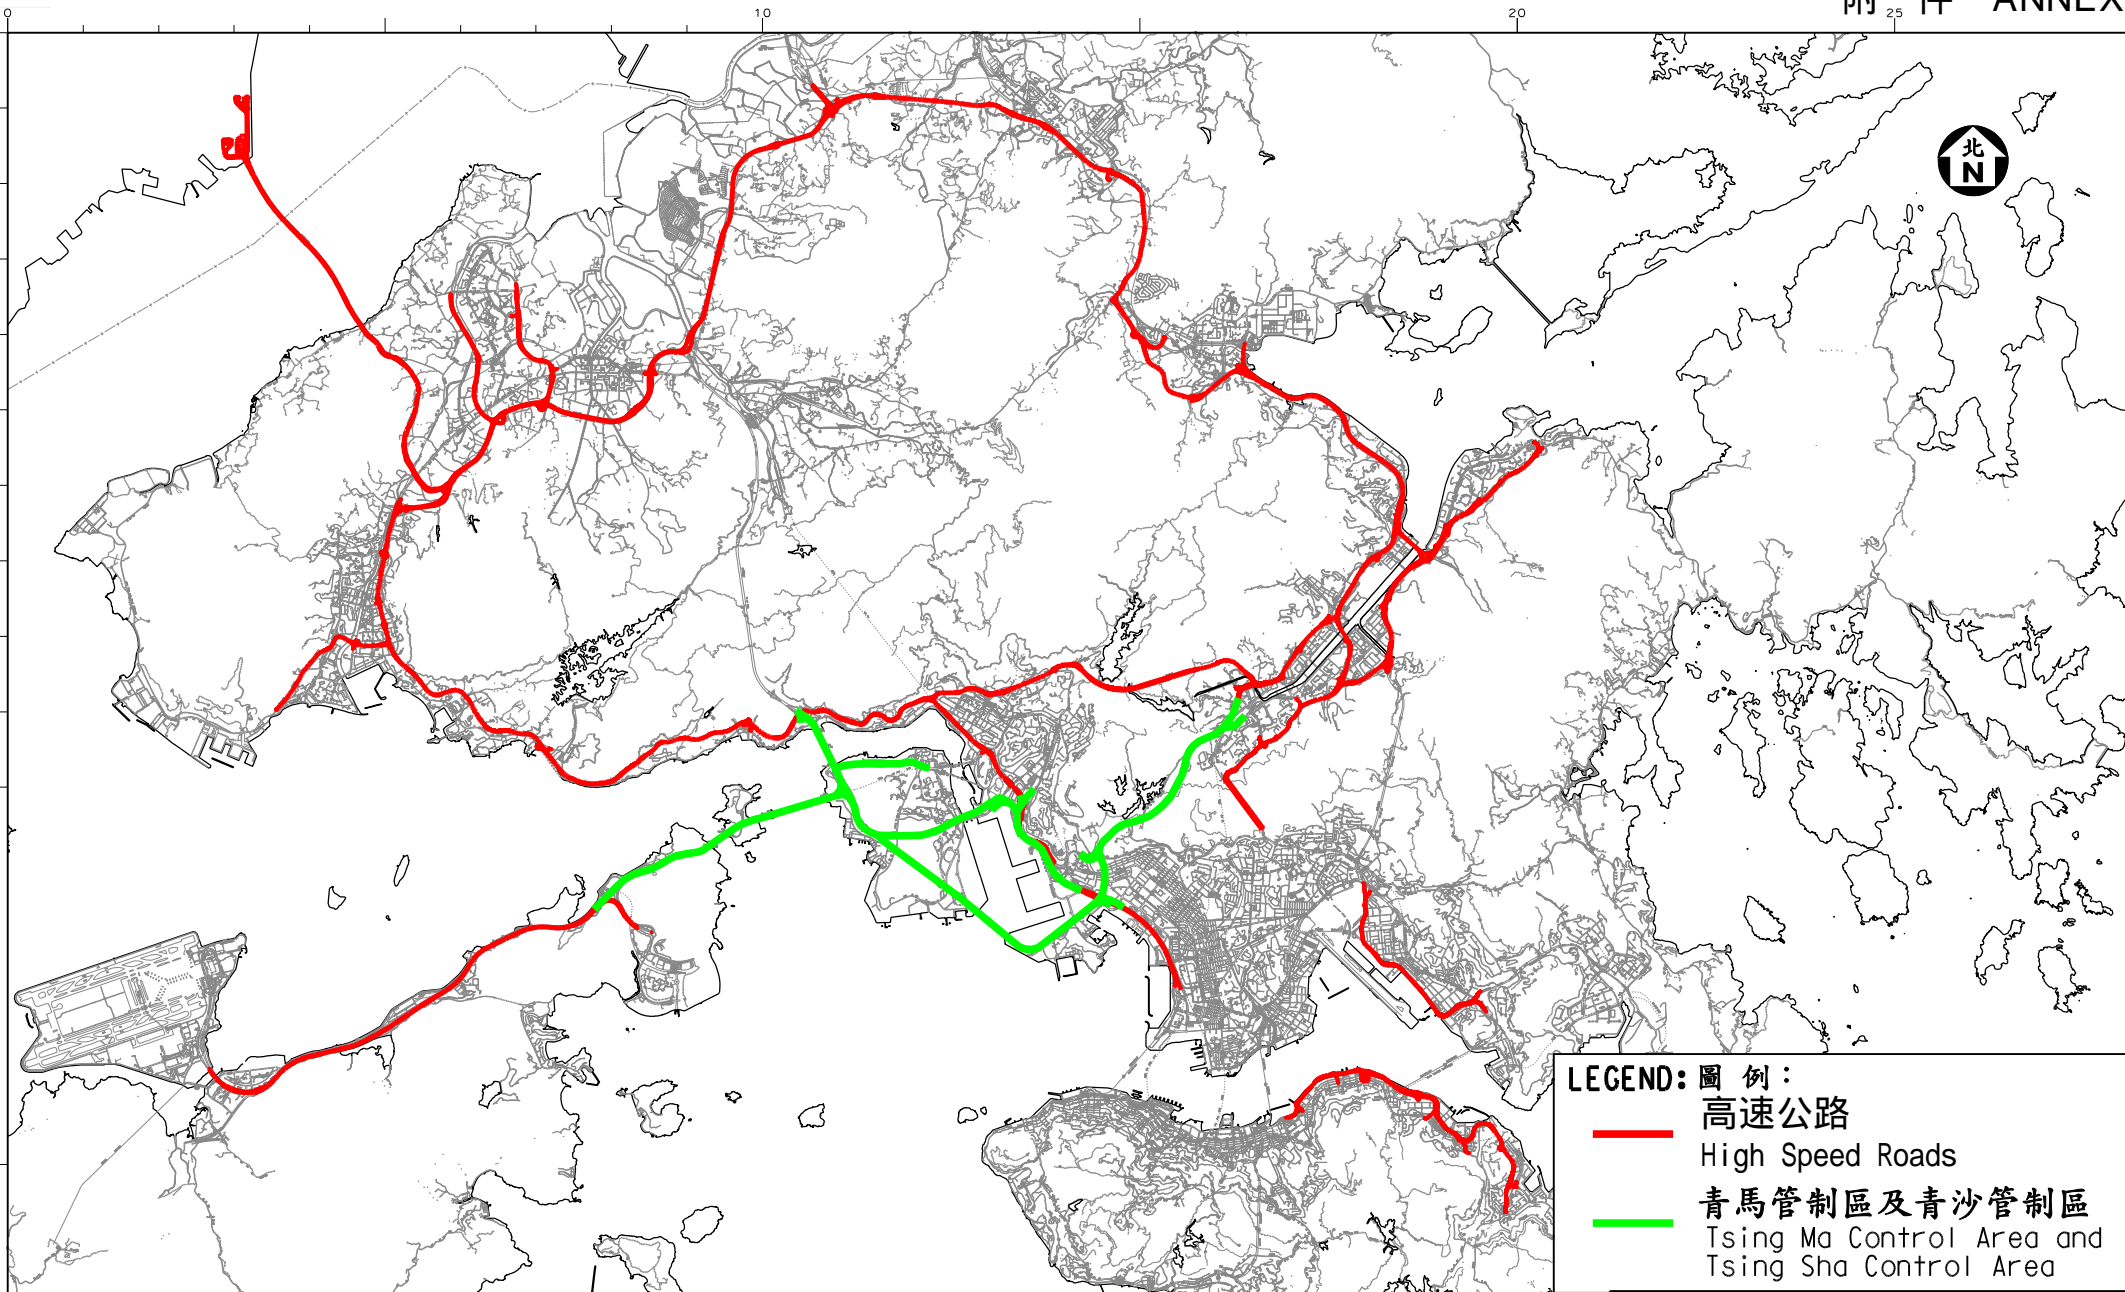 附 件 ANNEX
0 10 20 25
北
N
LEGEND: 圖 例：
高速公路
High Speed Roads
青馬管制區及青沙管制區
Tsing Ma Control Area and
Tsing Sha Control Area